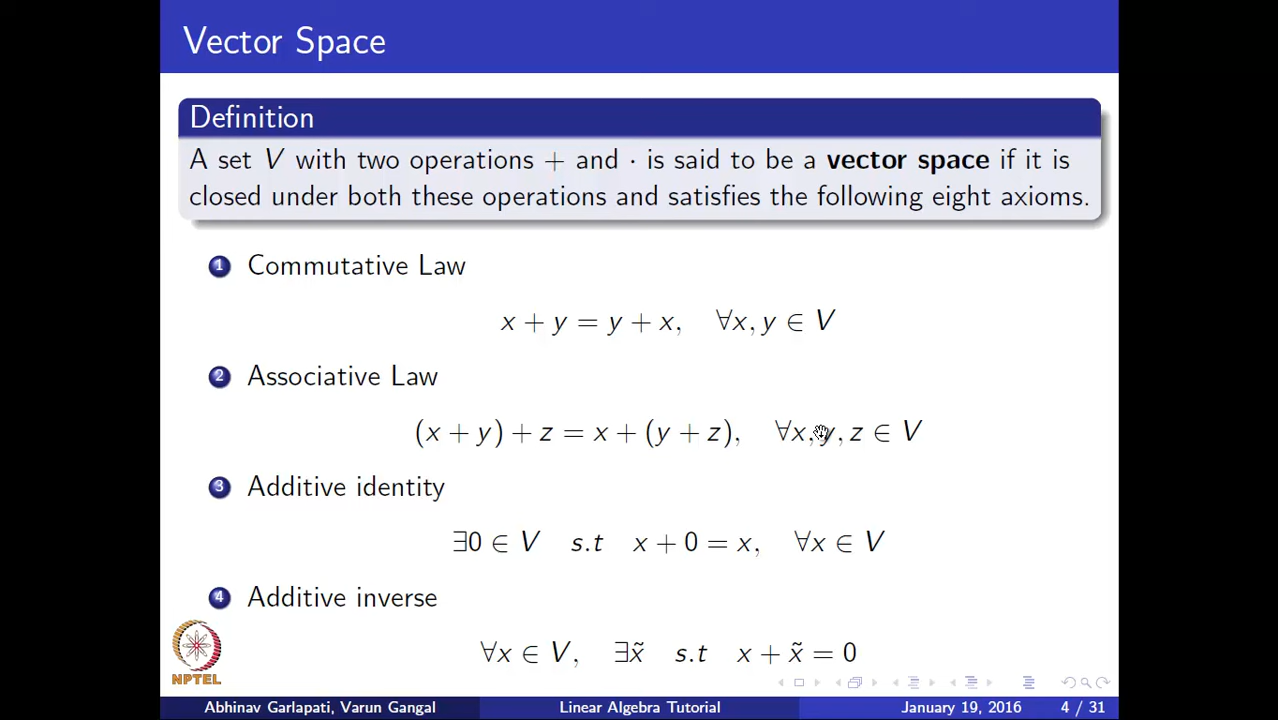 Vector Space
Definition
A set V with two operations + and · is said to be a vector space if it is
closed under both these operations and satisfies the following eight axioms.
1 Commutative Law
x + y = y + x, ∀x, y ∈ V
2 Associative Law
(x + y) + z = x + (y + z), ∀x, y, z ∈ V
3 Additive identity
∃0 ∈ V s.t x + 0 = x, ∀x ∈ V
4 Additive inverse
∀x ∈ V, ∃x̃ s.t x + x̃ = 0
NPTEL
Abhinav Garlapati, Varun Gangal Linear Algebra Tutorial January 19, 2016 4 / 31